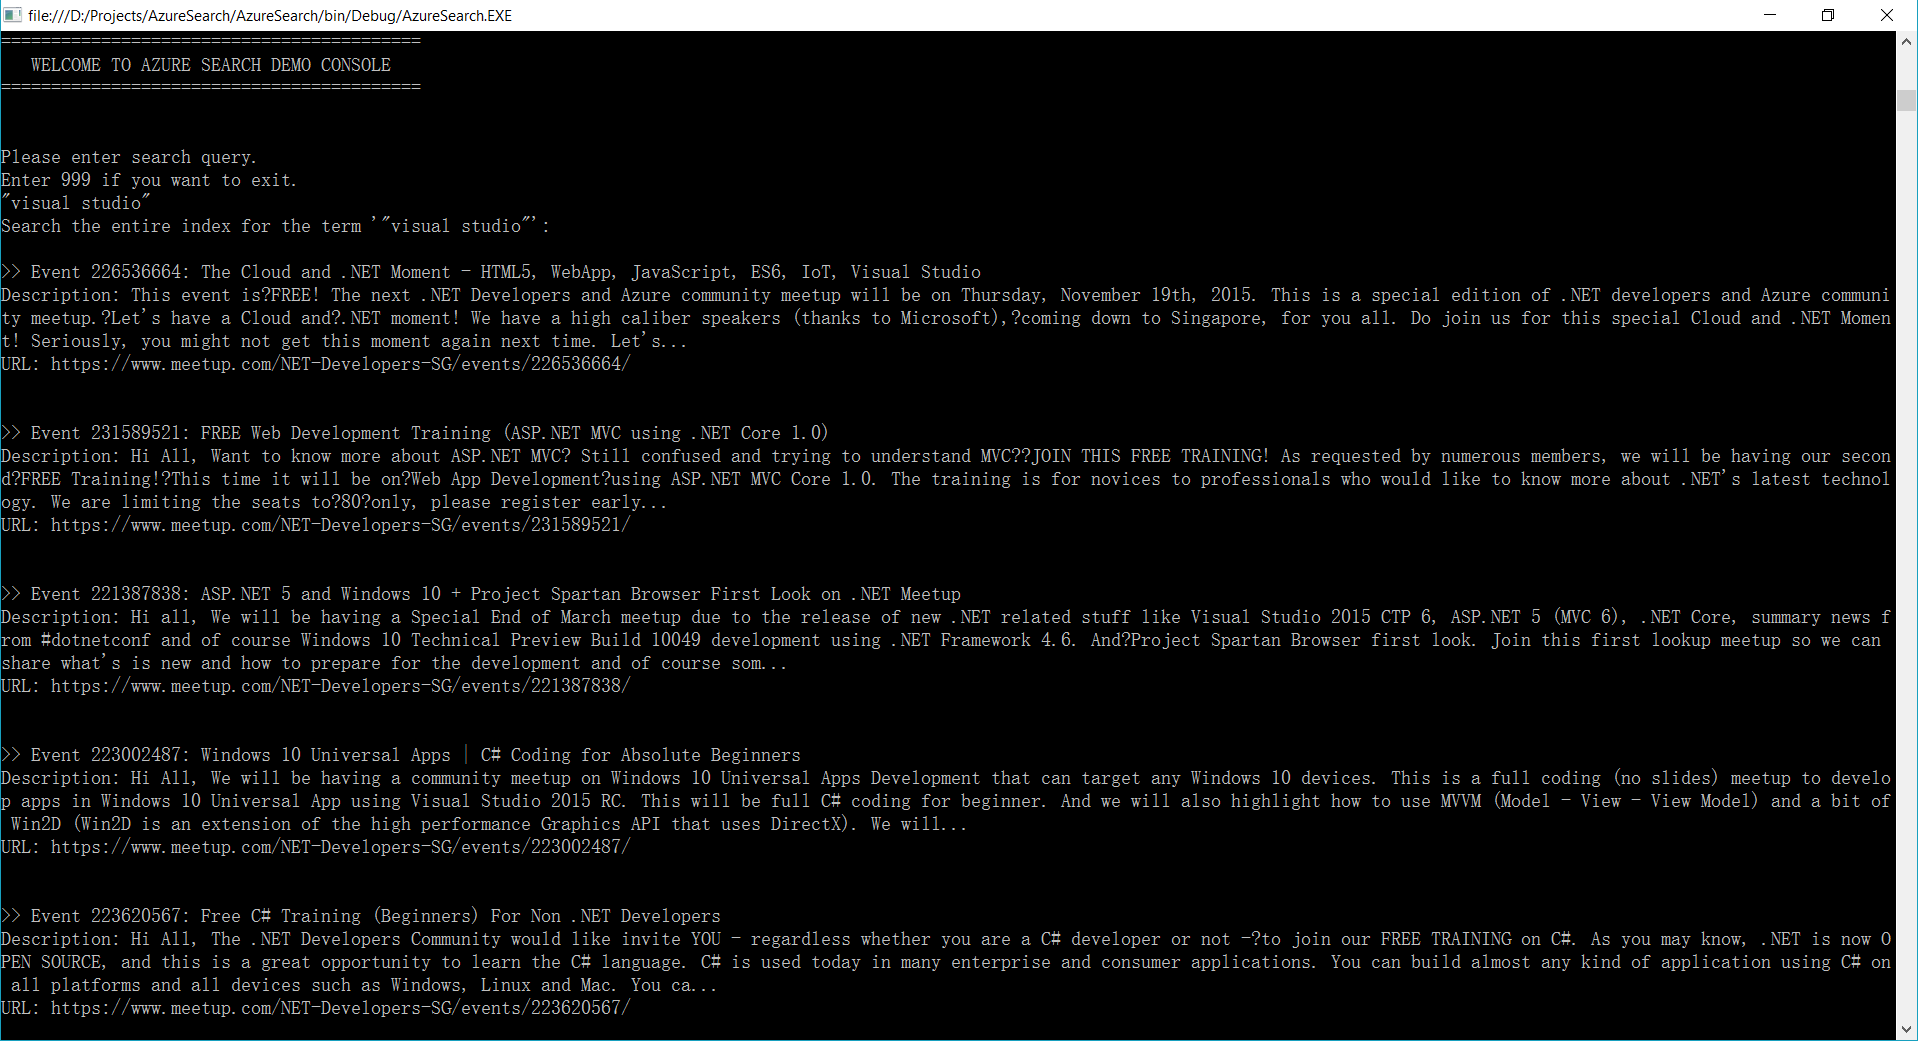 file:///D:/Projects/AzureSearch/AzureSearch/bin/Debug/AzureSearch.EXE
==========================================
WELCOME TO AZURE SEARCH DEMO CONSOLE
==========================================
Please enter search query.
Enter 999 if you want to exit.
"visual studio"
Search the entire index for the term '"visual studio"':
>> Event 226536664: The Cloud and .NET Moment - HTML5, WebApp, JavaScript, ES6, IoT, Visual Studio
Description: This event is?FREE! The next .NET Developers and Azure community meetup will be on Thursday, November 19th, 2015. This is a special edition of .NET developers and Azure communi
ty meetup.?Let's have a Cloud and?.NET moment! We have a high caliber speakers (thanks to Microsoft),?coming down to Singapore, for you all. Do join us for this special Cloud and .NET Momen
t! Seriously, you might not get this moment again next time. Let's...
URL: https://www.meetup.com/NET-Developers-SG/events/226536664/
>> Event 231589521: FREE Web Development Training (ASP.NET MVC using .NET Core 1.0)
Description: Hi All, Want to know more about ASP.NET MVC? Still confused and trying to understand MVC??JOIN THIS FREE TRAINING! As requested by numerous members, we will be having our secon
d?FREE Training!?This time it will be on?Web App Development?using ASP.NET MVC Core 1.0. The training is for novices to professionals who would like to know more about .NET's latest technol
ogy. We are limiting the seats to?80?only, please register early...
URL: https://www.meetup.com/NET-Developers-SG/events/231589521/
>> Event 221387838: ASP.NET 5 and Windows 10 + Project Spartan Browser First Look on .NET Meetup
Description: Hi all, We will be having a Special End of March meetup due to the release of new .NET related stuff like Visual Studio 2015 CTP 6, ASP.NET 5 (MVC 6), .NET Core, summary news f
rom #dotnetconf and of course Windows 10 Technical Preview Build 10049 development using .NET Framework 4.6. And?Project Spartan Browser first look. Join this first lookup meetup so we can
share what's is new and how to prepare for the development and of course som...
URL: https://www.meetup.com/NET-Developers-SG/events/221387838/
>> Event 223002487: Windows 10 Universal Apps | C# Coding for Absolute Beginners
Description: Hi All, We will be having a community meetup on Windows 10 Universal Apps Development that can target any Windows 10 devices. This is a full coding (no slides) meetup to develo
p apps in Windows 10 Universal App using Visual Studio 2015 RC. This will be full C# coding for beginner. And we will also highlight how to use MVVM (Model - View - View Model) and a bit of
Win2D (Win2D is an extension of the high performance Graphics API that uses DirectX). We will...
URL: https://www.meetup.com/NET-Developers-SG/events/223002487/
>> Event 223620567: Free C# Training (Beginners) For Non .NET Developers
Description: Hi All, The .NET Developers Community would like invite YOU - regardless whether you are a C# developer or not -?to join our FREE TRAINING on C#. As you may know, .NET is now O
PEN SOURCE, and this is a great opportunity to learn the C# language. C# is used today in many enterprise and consumer applications. You can build almost any kind of application using C# on
all platforms and all devices such as Windows, Linux and Mac. You ca...
URL: https://www.meetup.com/NET-Developers-SG/events/223620567/